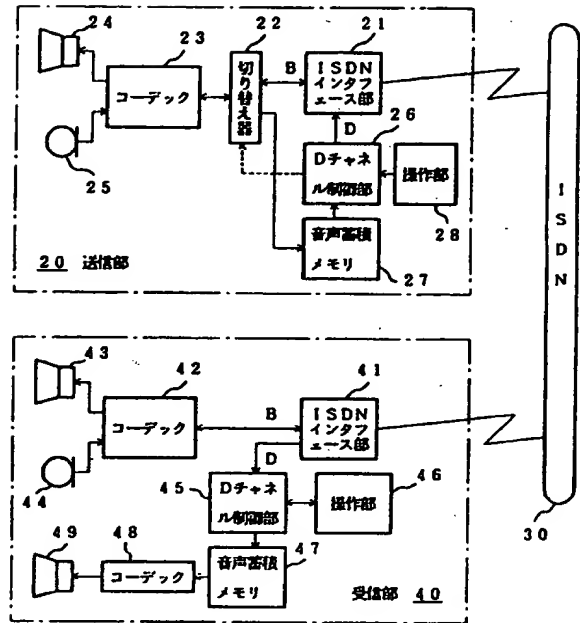 24
23
22
21
コーデック
切り替え器
B
ISDN
インタフ
ェース部
D
26
25
Dチャネ
ル制御部
操作部
28
音声蓄積
メモリ
27
20 送信部
ISDN
30
43
42
41
コーデック
B
ISDN
インタフ
ェース部
44
D
45
Dチャネ
ル制御部
操作部
46
49
48
コーデック
音声蓄積
メモリ
47
受信部 40